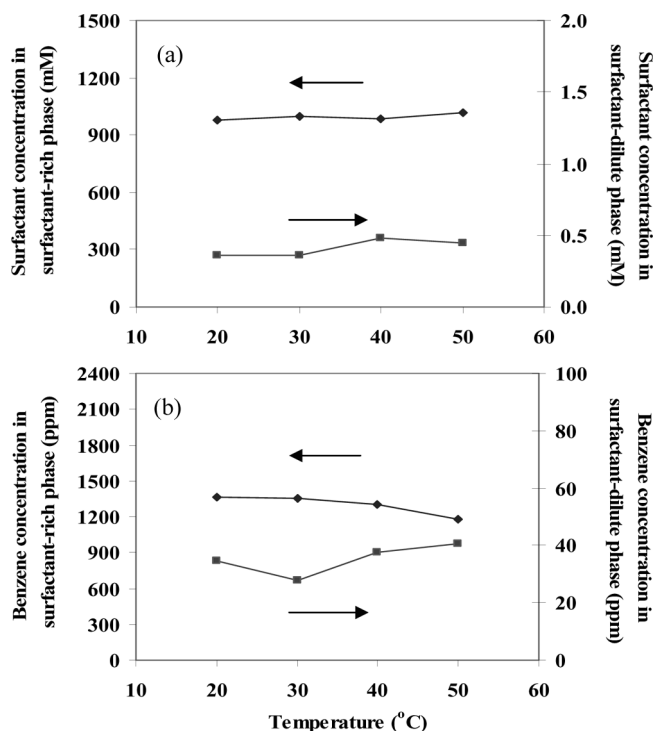 (a)
Surfactant concentration in
surfactant-rich phase (mM)
1500
1200
900
600
300
0
2.0
1.5
1.0
0.5
0.0
Surfactant concentration in
surfactant-dilute phase (mM)
10 20 30 40 50 60
(b)
Benzene concentration in
surfactant-rich phase (ppm)
2400
2100
1800
1500
1200
900
600
300
0
100
80
60
40
20
0
Benzene concentration in
surfactant-dilute phase (ppm)
10 20 30 40 50 60
Temperature (°C)